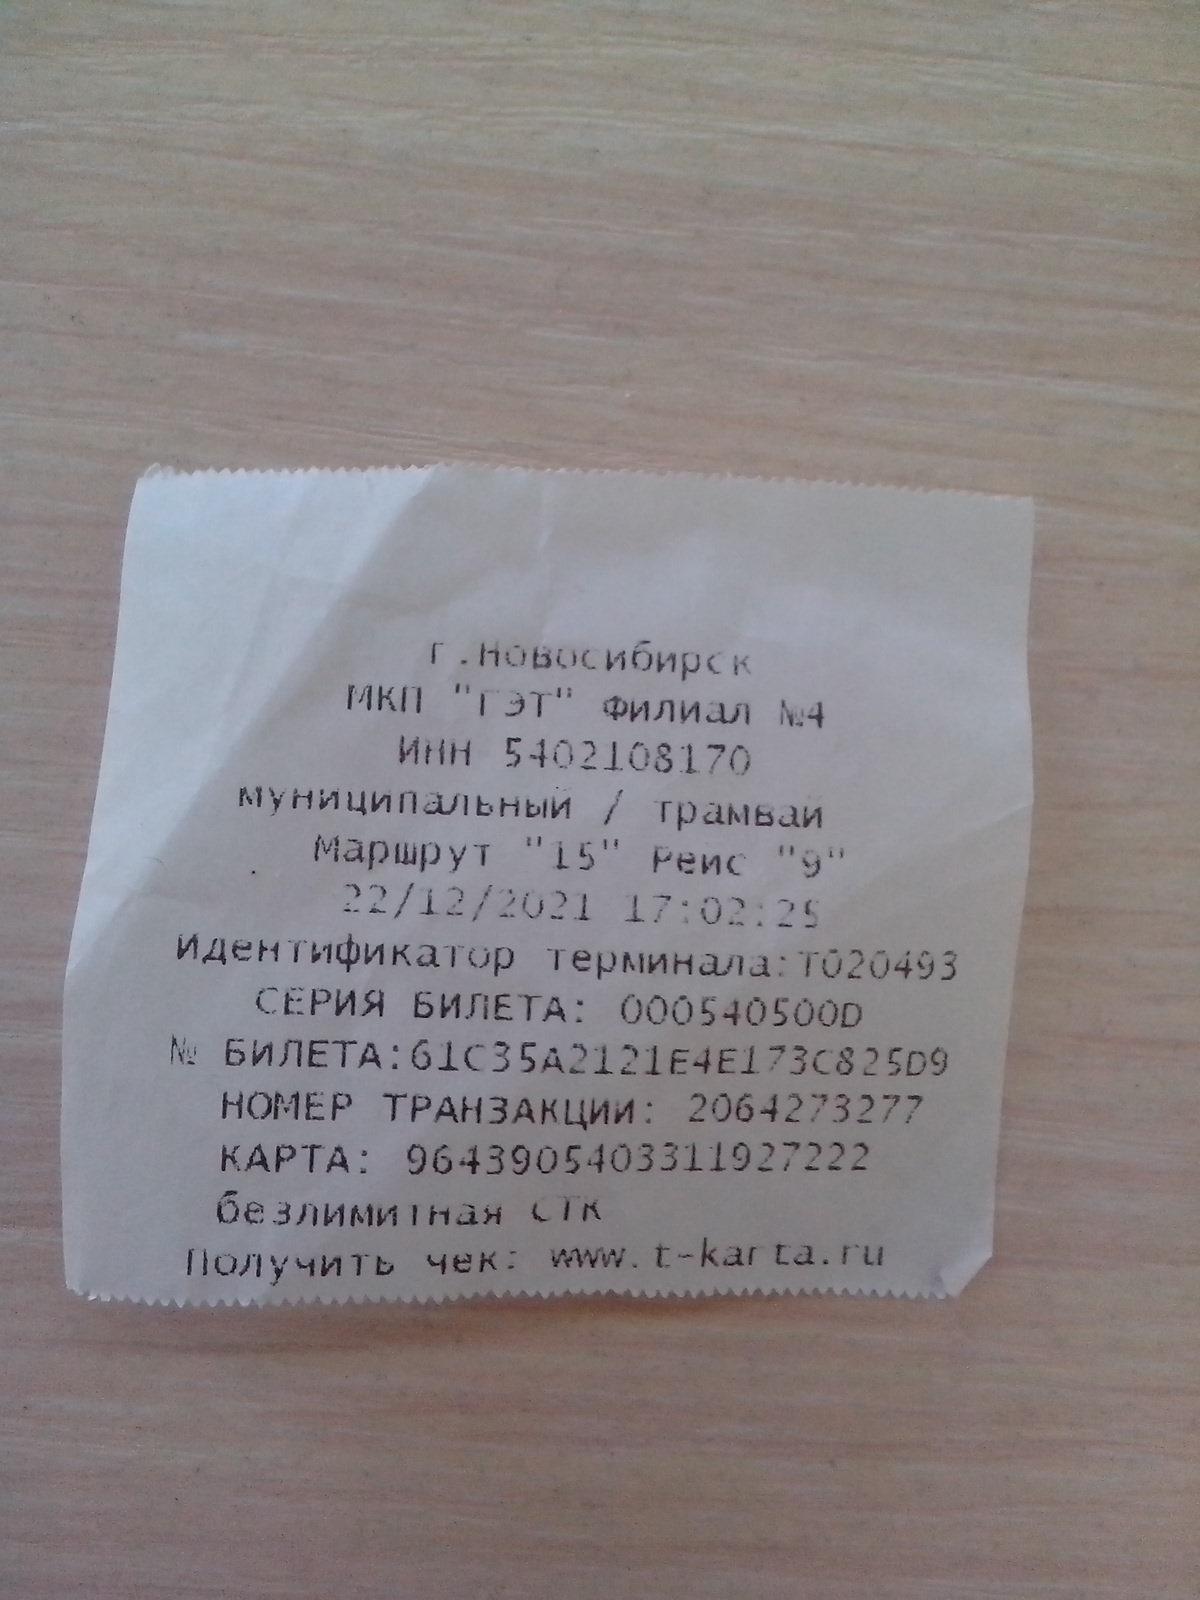 г.Новосибирск
МКП "ГЭТ" Филиал №4
ИНН 5402108170
муниципальный / трамвай
Маршрут "15" Рейс "9"
22/12/2021 17:02:25
Идентификатор терминала:T020493
СЕРИЯ БИЛЕТА: 000540500D
№ БИЛЕТА:61C35A2121E4E173C825D9
НОМЕР ТРАНЗАКЦИИ: 2064273277
КАРТА: 9643905403311927222
безлимитная СТК
Получить чек: www.t-karta.ru